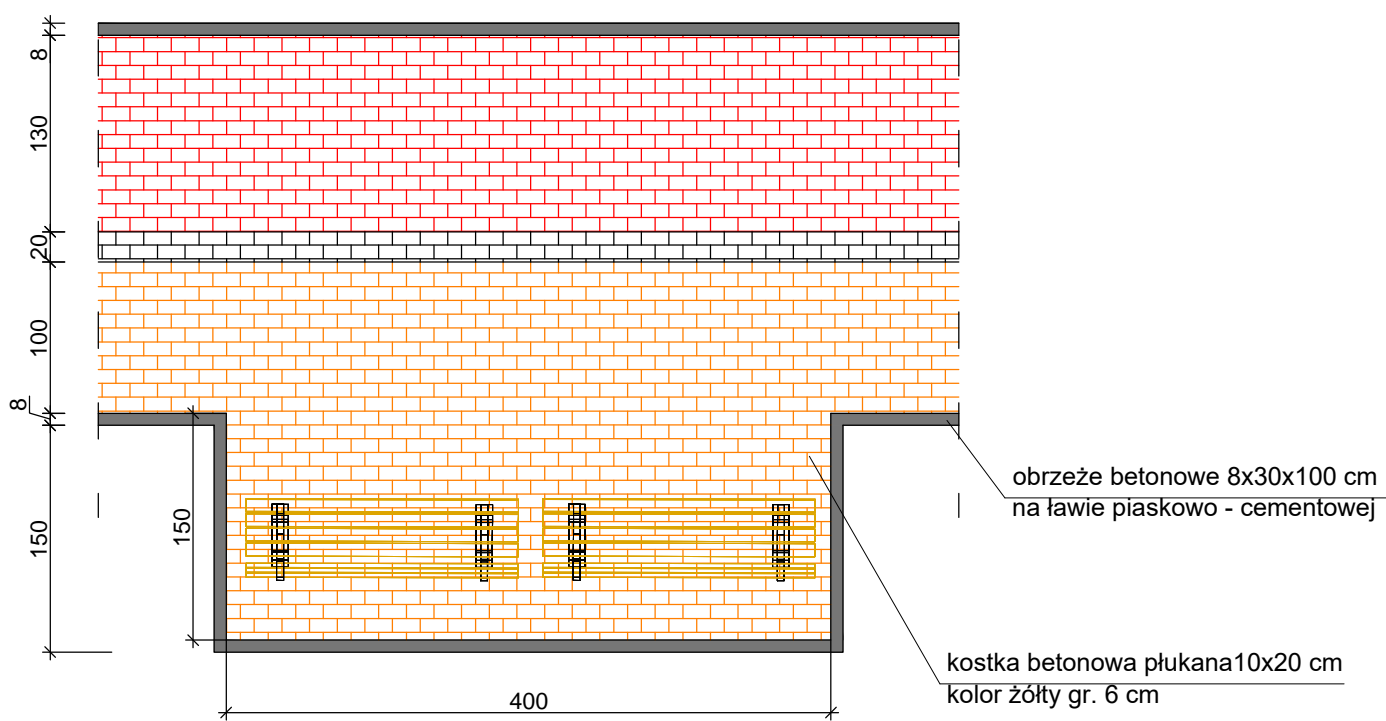 8
130
20
100
8
150
150
400
obrzeże betonowe 8x30x100 cm
na ławie piaskowo - cementowej
kostka betonowa płukana10x20 cm
kolor żółty gr. 6 cm